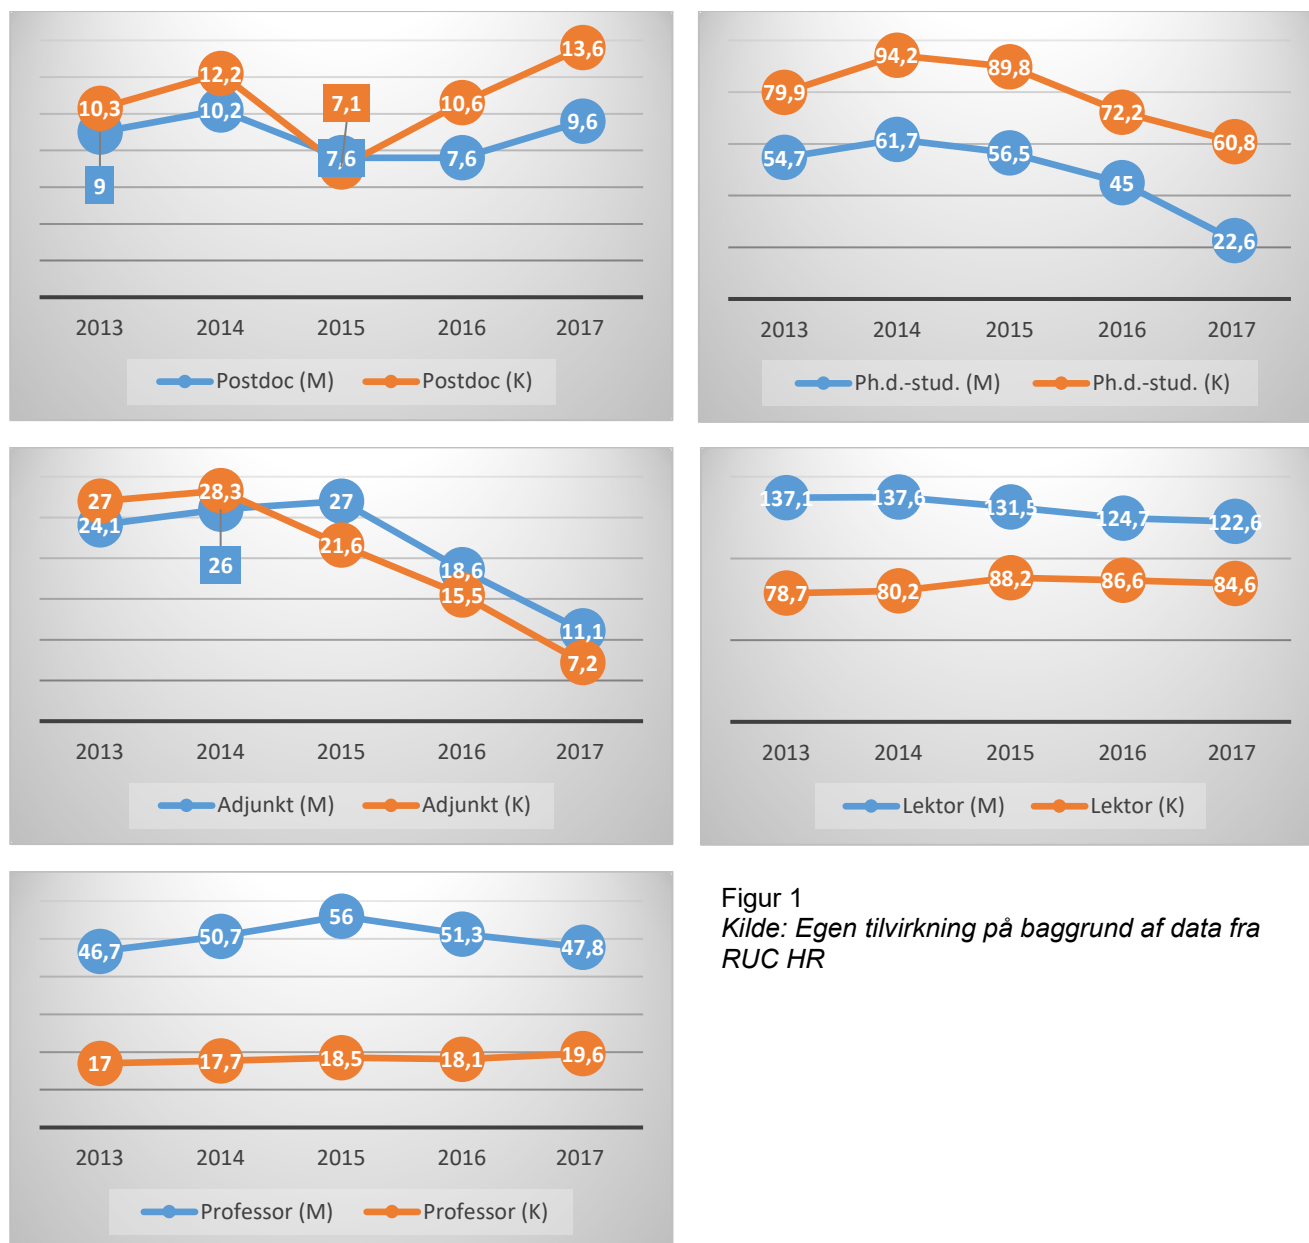 10,3 12,2 7,1 10,6 13,6
9 10,2 7,6 7,6 9,6
2013 2014 2015 2016 2017
Postdoc (M) Postdoc (K)
79,9 94,2 89,8 72,2 60,8
54,7 61,7 56,5 45 22,6
2013 2014 2015 2016 2017
Ph.d.-stud. (M) Ph.d.-stud. (K)
27 28,3 21,6 15,5 7,2
24,1 26 27 18,6 11,1
2013 2014 2015 2016 2017
Adjunkt (M) Adjunkt (K)
137,1 137,6 131,5 124,7 122,6
78,7 80,2 88,2 86,6 84,6
2013 2014 2015 2016 2017
Lektor (M) Lektor (K)
46,7 50,7 56 51,3 47,8
17 17,7 18,5 18,1 19,6
2013 2014 2015 2016 2017
Professor (M) Professor (K)
Figur 1
Kilde: Egen tilvirkning på baggrund af data fra
RUC HR